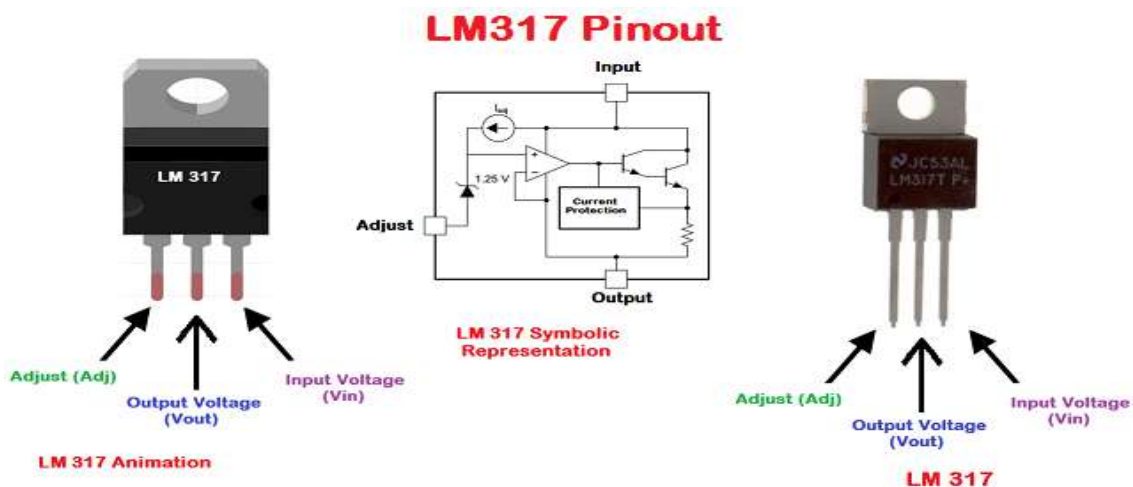 LM317 Pinout
LM 317
Adjust (Adj)
Output Voltage
(Vout)
Input Voltage
(Vin)
LM 317 Animation
Input
Iadj
1.25 V
+
−
Current
Protection
Adjust
Output
LM 317 Symbolic
Representation
JC53AL
LM317T P+
Adjust (Adj)
Output Voltage
(Vout)
Input Voltage
(Vin)
LM 317